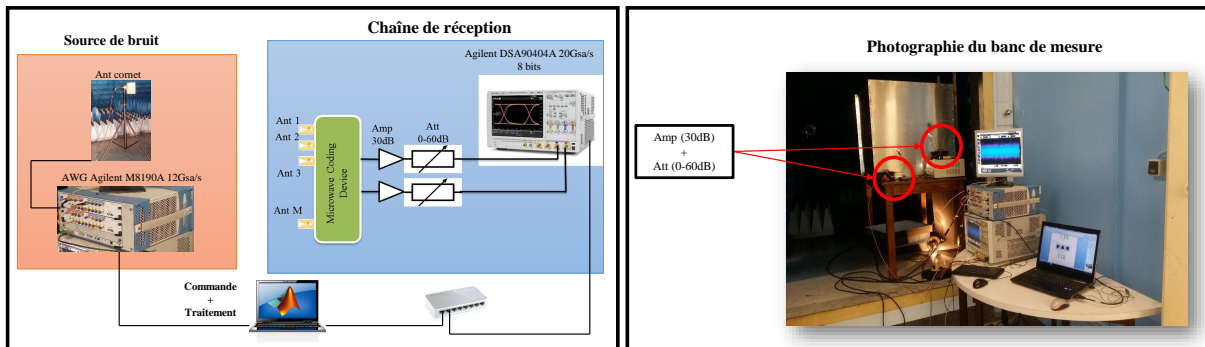 Source de bruit
Ant cornet
AWG Agilent M8190A 12Gsa/s
Chaîne de réception
Agilent DSA90404A 20Gsa/s
8 bits
Ant 1
Ant 2
Ant 3
Ant M
Microwave Coding
Device
Amp
30dB
Att
0-60dB
Commande
+
Traitement
Photographie du banc de mesure
Amp (30dB)
+
Att (0-60dB)